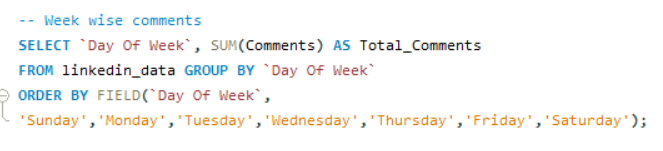 -- Week wise comments
SELECT `Day Of Week`, SUM(Comments) AS Total_Comments
FROM linkedin_data GROUP BY `Day Of Week`
ORDER BY FIELD(`Day Of Week`,
'Sunday','Monday','Tuesday','Wednesday','Thursday','Friday','Saturday');